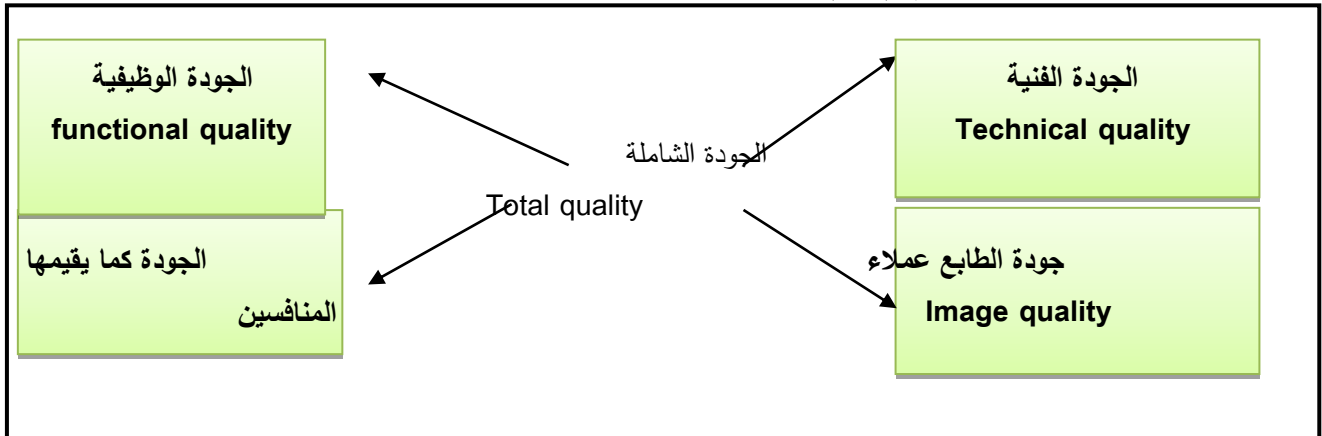 الجودة الفنية
Technical quality
الجودة الوظيفية
functional quality
الجودة الشاملة
Total quality
جودة الطابع عملاء
Image quality
الجودة كما يقيمها
المنافسين